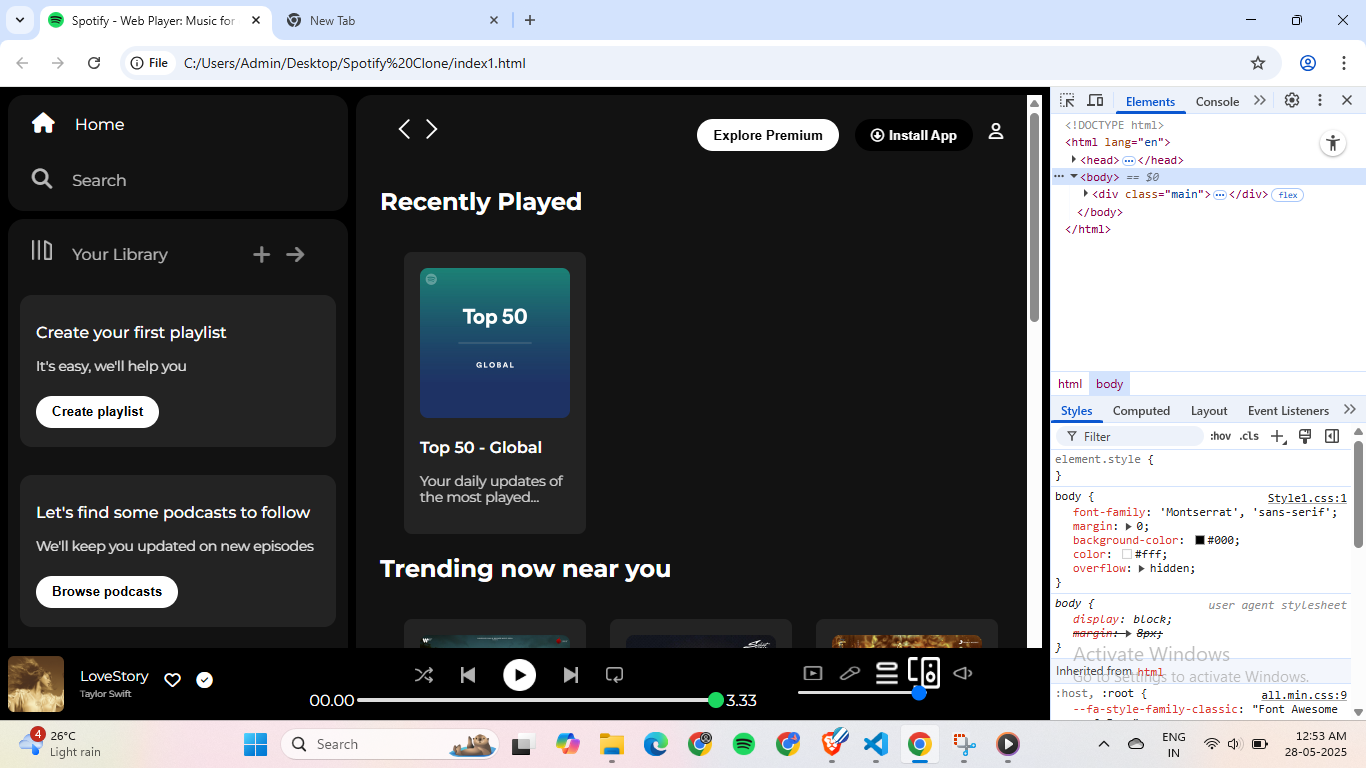 Spotify - Web Player: Music for
New Tab
File
C:/Users/Admin/Desktop/Spotify%20Clone/index1.html
Home
Search
Your Library
Create your first playlist
It's easy, we'll help you
Create playlist
Let's find some podcasts to follow
We'll keep you updated on new episodes
Browse podcasts
Explore Premium
Install App
Recently Played
Top 50
GLOBAL
Top 50 - Global
Your daily updates of
the most played...
Trending now near you
LoveStory
Taylor Swift
00.00
3.33
Elements
Console
<!DOCTYPE html>
<html lang="en">
<head> ··· </head>
··· <body> == $0
<div class="main"> ··· </div> flex
</body>
</html>
html body
Styles Computed Layout Event Listeners
Filter :hov .cls
element.style {
}
body { Style1.css:1
font-family: 'Montserrat', 'sans-serif';
margin: 0;
background-color: #000;
color: #fff;
overflow: hidden;
}
body { user agent stylesheet
display: block;
margin: 8px;
}
Activate Windows
Go to Settings to activate Windows.
Inherited from html
:host, :root { all.min.css:9
--fa-style-family-classic: "Font Awesome
4
26°C
Light rain
Search
ENG
IN
12:53 AM
28-05-2025